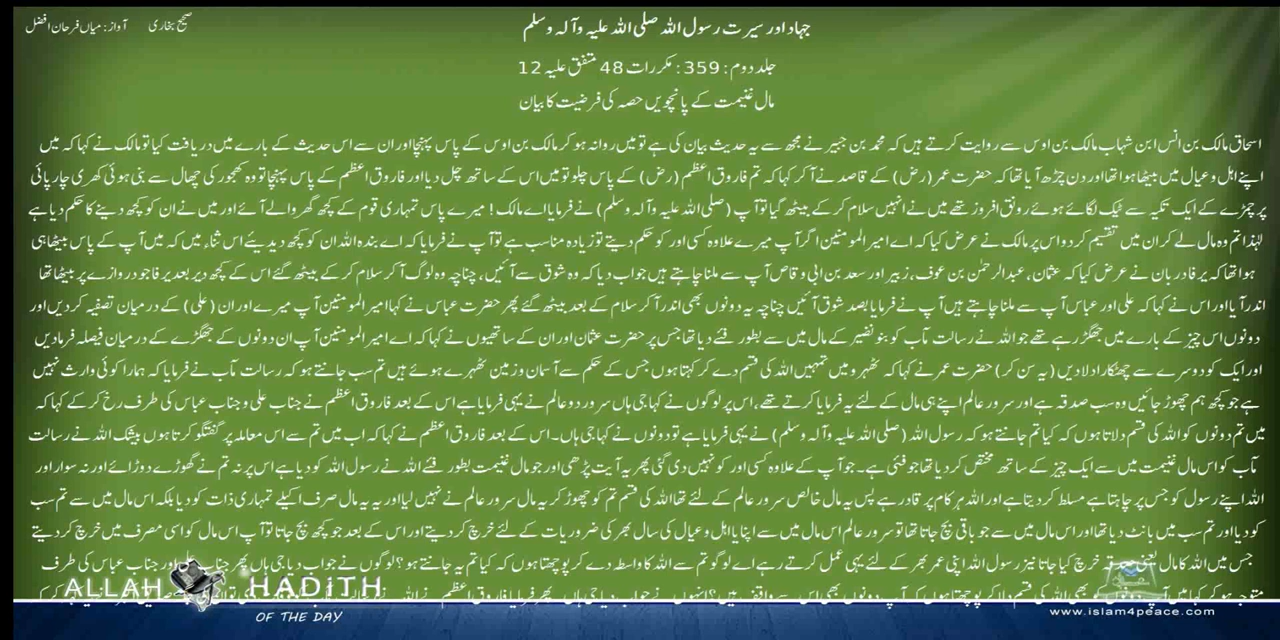 جہاد اور سیرت رسول اللہ صلی اللہ علیہ وآلہ وسلم
صحیح بخاری
آواز: میاں فرحان افضل
جلد دوم: 359: مکررات 48 متفق علیہ 12
مال غنیمت کے پانچویں حصہ کی فرضیت کا بیان
اسحاق مالک بن انس ابن شہاب مالک بن اوس سے روایت کرتے ہیں کہ محمد بن جبیر نے مجھ سے یہ حدیث بیان کی ہے تو میں روانہ ہو کر مالک بن اوس کے پاس پہنچا اور ان سے اس حدیث کے بارے میں دریافت کیا تو مالک نے کہا کہ میں
اپنے اہل و عیال میں بیٹھا ہوا تھا اور دن چڑھ آیا تھا کہ حضرت عمر (رض) کے قاصد نے آ کر کہا کہ تم فاروق اعظم (رض) کے پاس چلو تو میں اس کے ساتھ چل دیا اور فاروق اعظم کے پاس پہنچا تو وہ کھجور کی چھال سے بنی ہوئی کھری چارپائی
پر چمڑے کے ایک تکیہ سے ٹیک لگائے ہوئے رونق افروز تھے میں نے انہیں سلام کر کے بیٹھ گیا تو آپ (صلی اللہ علیہ وآلہ وسلم) نے فرمایا اے مالک! میرے پاس تمہاری قوم کے کچھ گھر والے آئے اور میں نے ان کو کچھ دینے کا حکم دیا ہے
لہذا تم وہ مال لے کر ان میں تقسیم کر دو اس پر مالک نے عرض کیا کہ اے امیر المومنین اگر آپ میرے علاوہ کسی اور کو حکم دیتے تو زیادہ مناسب ہے تو آپ نے فرمایا کہ اے بندہ اللہ ان کو کچھ دیدیئے اس اثناء میں کہ میں آپ کے پاس بیٹھا ہی
ہوا تھا کہ یرفا دربان نے عرض کیا کہ عثمان، عبدالرحمٰن بن عوف، زبیر اور سعد بن ابی وقاص آپ سے ملنا چاہتے ہیں جواب دیا کہ وہ شوق سے آئیں، چناچہ وہ لوگ آ کر سلام کر کے بیٹھ گئے اس کے کچھ دیر بعد یرفا جو دروازے پر بیٹھا تھا
اندر آیا اور اس نے کہا کہ علی اور عباس آپ سے ملنا چاہتے ہیں آپ نے فرمایا بصد شوق آئیں چناچہ یہ دونوں بھی اندر آ کر سلام کے بعد بیٹھ گئے پھر حضرت عباس نے کہا امیر المومنین آپ میرے اور ان (علی) کے درمیان تصفیہ کر دیں اور
دونوں اس چیز کے بارے میں جھگڑ رہے تھے جو اللہ نے رسالت مآب کو بنو نضیر کے مال میں سے بطور فئے دیا تھا جس پر حضرت عثمان اور ان کے ساتھیوں نے کہا کہ اے امیر المومنین آپ ان دونوں کے جھگڑے کے درمیان فیصلہ فرما دیں
اور ایک کو دوسرے سے چھٹکارا دلا دیں (یہ سن کر) حضرت عمر نے کہا کہ ٹھہرو میں تمہیں اللہ کی قسم دے کر کہتا ہوں جس کے حکم سے آسمان و زمین ٹھہرے ہوئے ہیں تم سب جانتے ہو کہ رسالت مآب نے فرمایا کہ ہمارا کوئی وارث نہیں
ہے جو کچھ ہم چھوڑ جائیں وہ سب صدقہ ہے اور سرور عالم اپنے ہی مال کے لئے یہ فرمایا کرتے تھے، اس پر لوگوں نے کہا جی ہاں سرور دو عالم نے یہی فرمایا ہے اس کے بعد فاروق اعظم نے جناب علی و جناب عباس کی طرف رخ کر کے کہا کہ
میں تم دونوں کو اللہ کی قسم دلاتا ہوں کہ کیا تم جانتے ہو کہ رسول اللہ (صلی اللہ علیہ وآلہ وسلم) نے یہی فرمایا ہے تو دونوں نے کہا جی ہاں۔ اس کے بعد فاروق اعظم نے کہا کہ اب میں تم سے اس معاملہ پر گفتگو کرتا ہوں بیشک اللہ نے رسالت
مآب کو اس مال غنیمت میں سے ایک چیز کے ساتھ مختص کر دیا تھا جو فئی ہے۔ جو آپ کے علاوہ کسی اور کو نہیں دی گئی پھر یہ آیت پڑھی اور جو مال غنیمت بطور فئے اللہ نے رسول اللہ کو دیا ہے اس پر نہ تم نے گھوڑے دوڑائے اور نہ سوار اور
اللہ اپنے رسول کو جس پر چاہتا ہے مسلط کر دیتا ہے اور اللہ ہر کام پر قادر ہے پس یہ مال خالص سرور عالم کے لئے تھا اللہ کی قسم تم کو چھوڑ کر یہ مال سرور عالم نے نہیں لیا اور یہ یہ مال صرف اکیلے تمہاری ذات کو دیا بلکہ اس مال میں سے تم سب
کو دیا اور تم سب میں بانٹ دیا تھا اور اس مال میں سے جو باقی بچ جاتا تھا تو سرور عالم اس مال میں سے اپنا یا اہل و عیال کی سال بھر کی ضروریات کے لئے خرچ کر دیتے اور اس کے بعد جو کچھ بچ جاتا تو آپ اس مال کو اسی مصرف میں خرچ کر دیتے
جس میں اللہ کا مال یعنی صدقہ خرچ کیا جاتا نیز رسول اللہ اپنی عمر بھر کے لئے یہی عمل کرتے رہے اے لوگو تم سے اللہ کا واسطہ دے کر پوچھتا ہوں کہ کیا تم یہ جانتے ہو؟ لوگوں نے جواب دیا جی ہاں پھر جناب علی اور جناب عباس کی طرف
ALLAH HADITH
OF THE DAY
www.islam4peace.com